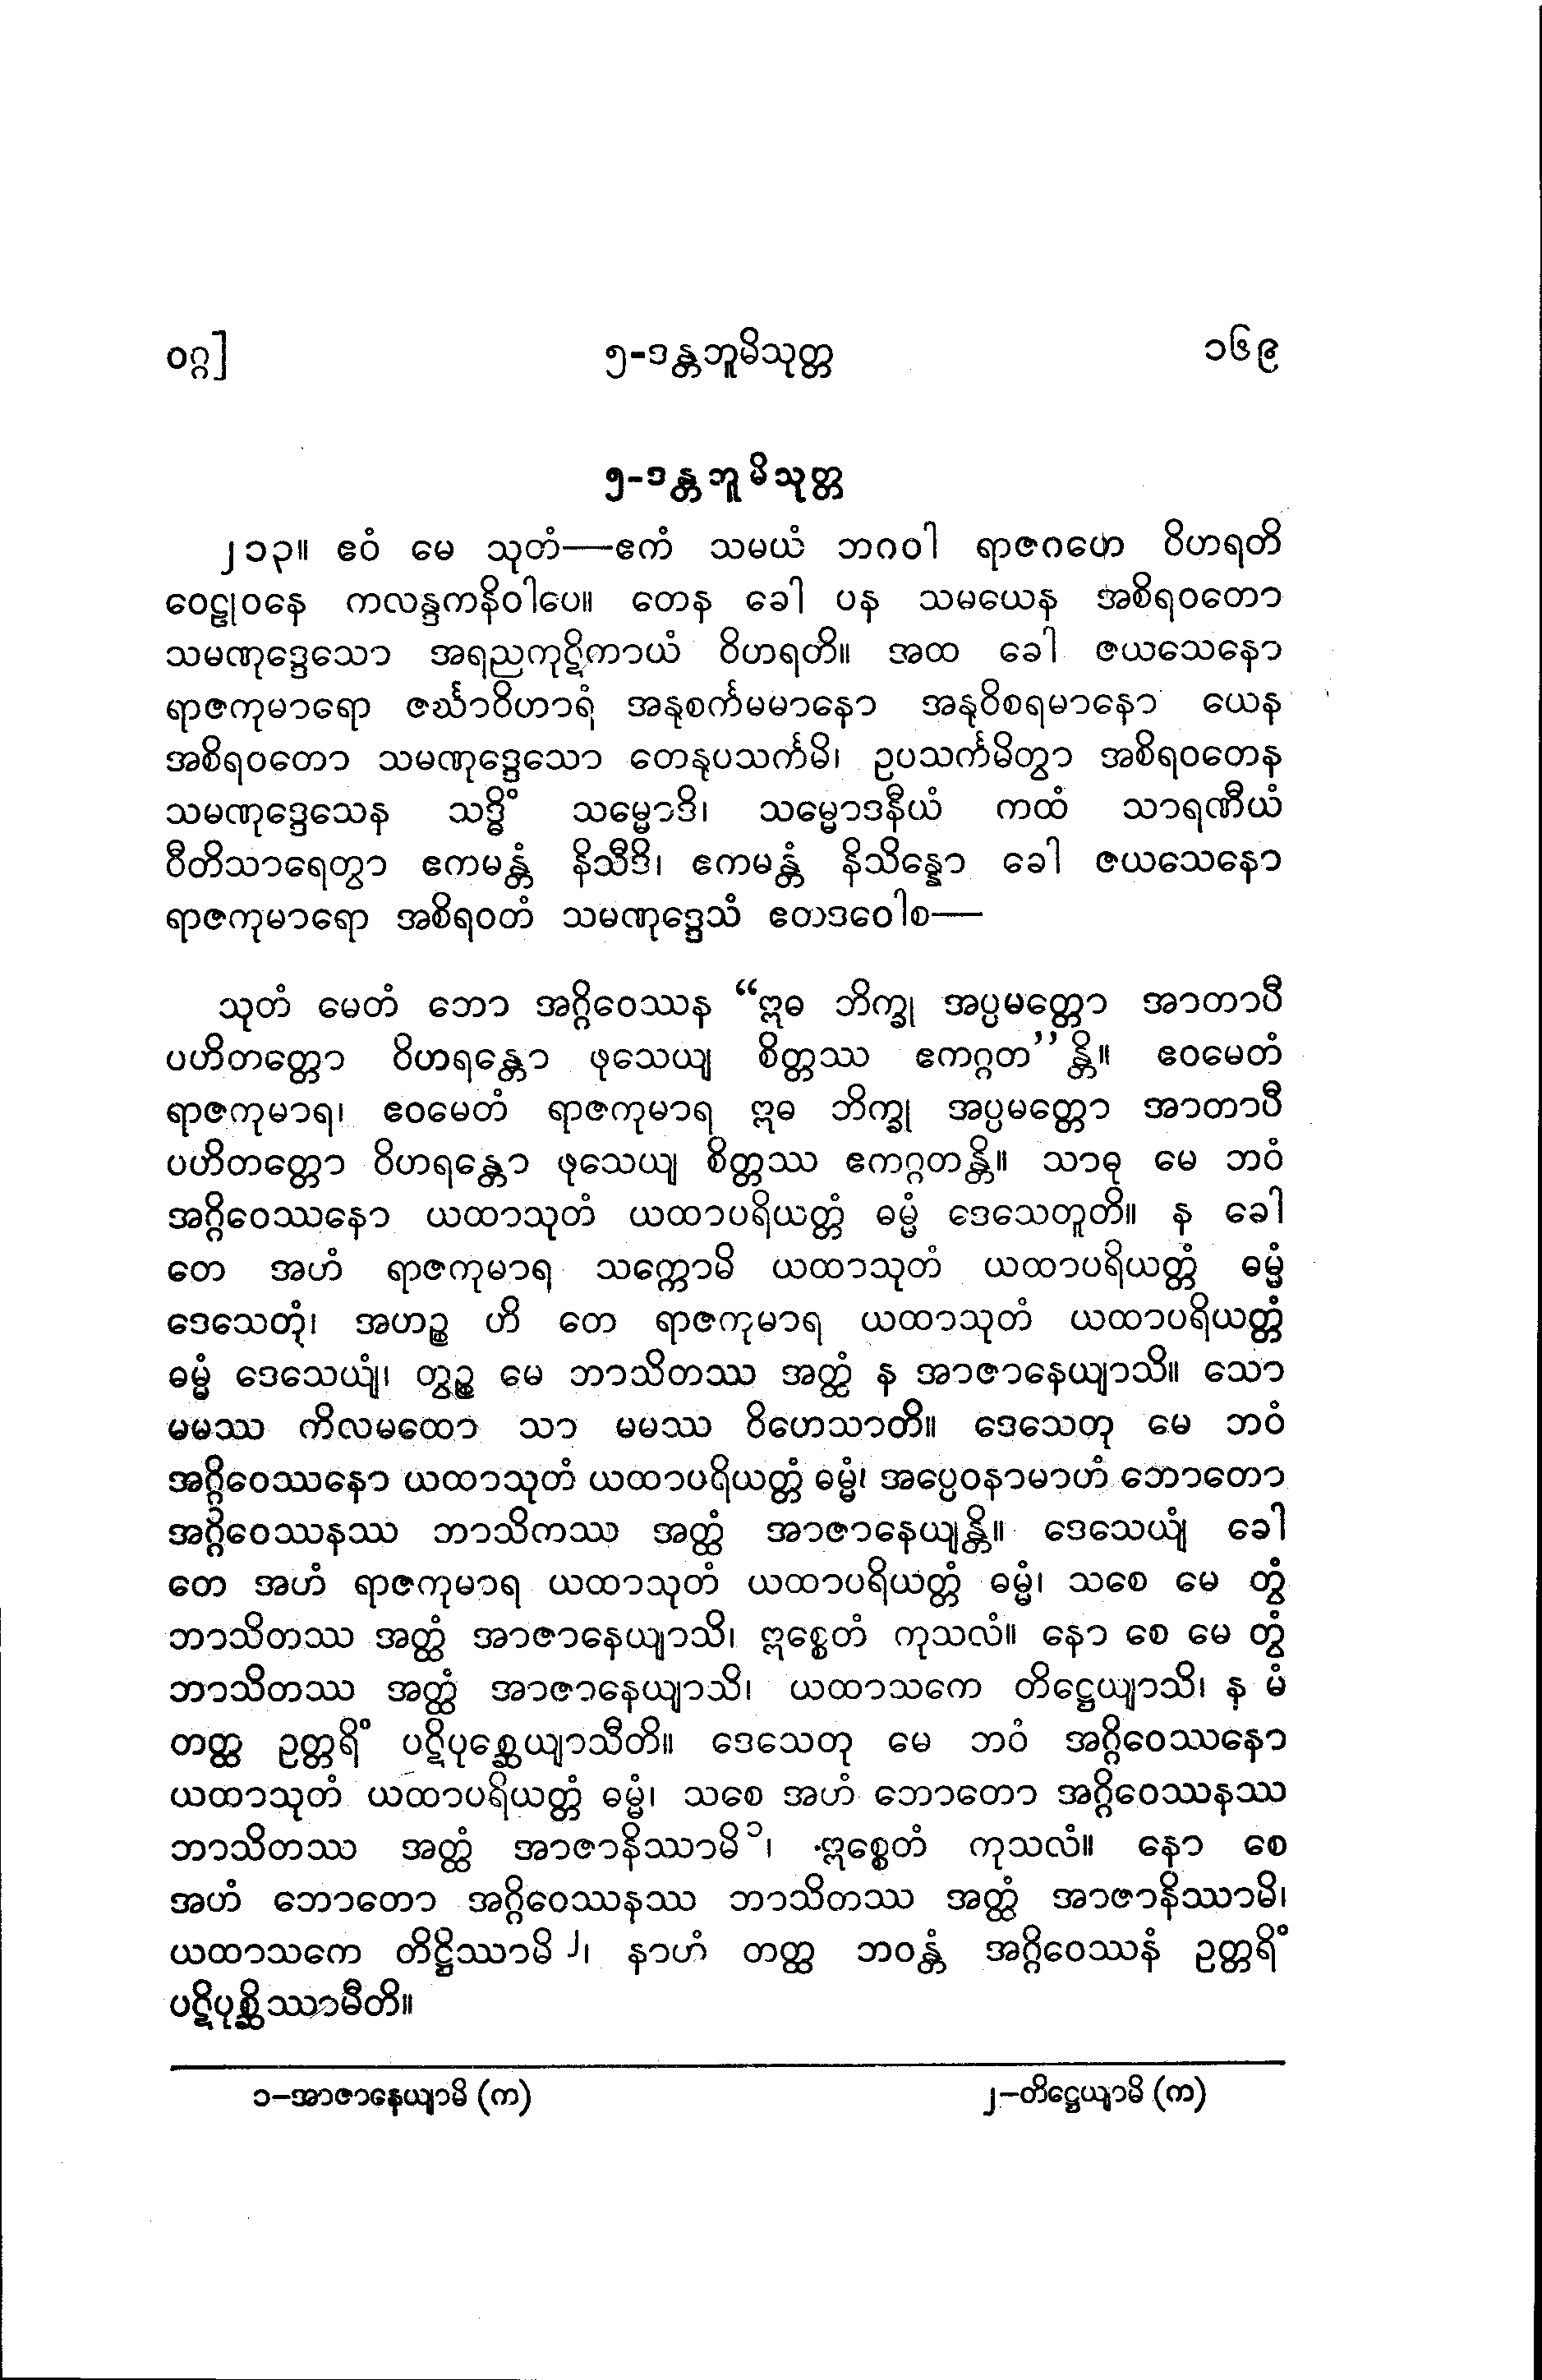 ဝဂ္ဂ]
၅-ဒန္တဘူမိသုတ္တ
၁၆၉
၅-ဒန္တဘူမိသုတ္တ
၂၁၃။ ဧဝံ မေ သုတံ—ဧကံ သမယံ ဘဂဝါ ရာဇဂဟေ ဝိဟရတိ
ဝေဠုဝနေ ကလန္ဒကနိဝါပေ။ တေန ခေါ ပန သမယေန အစိရဝတော
သမဏုဒ္ဒေသော အရညကုဋိကာယံ ဝိဟရတိ။ အထ ခေါ ဇယသေနော
ရာဇကုမာရော ဇင်္ဃာဝိဟာရံ အနုစင်္ကမမာနော အနုဝိစရမာနော ယေန
အစိရဝတော သမဏုဒ္ဒေသော တေနုပသင်္ကမိ၊ ဥပသင်္ကမိတွာ အစိရဝတေန
သမဏုဒ္ဒေသေန သဒ္ဓိံ သမ္မောဒိ၊ သမ္မောဒနီယံ ကထံ သာရဏီယံ
ဝီတိသာရေတွာ ဧကမန္တံ နိသီဒိ၊ ဧကမန္တံ နိသိန္နော ခေါ ဇယသေနော
ရာဇကုမာရော အစိရဝတံ သမဏုဒ္ဒေသံ ဧတဒဝေါစ—
သုတံ မေတံ ဘော အဂ္ဂိဝေဿန “ဣဓ ဘိက္ခု အပ္ပမတ္တော အာတာပီ
ပဟိတတ္တော ဝိဟရန္တော ဖုသေယျ စိတ္တဿ ဧကဂ္ဂတ”န္တိ။ ဧဝမေတံ
ရာဇကုမာရ၊ ဧဝမေတံ ရာဇကုမာရ ဣဓ ဘိက္ခု အပ္ပမတ္တော အာတာပီ
ပဟိတတ္တော ဝိဟရန္တော ဖုသေယျ စိတ္တဿ ဧကဂ္ဂတန္တိ။ သာဓု မေ ဘဝံ
အဂ္ဂိဝေဿနော ယထာသုတံ ယထာပရိယတ္တံ ဓမ္မံ ဒေသေတူတိ။ န ခေါ
တေ အဟံ ရာဇကုမာရ သက္ကောမိ ယထာသုတံ ယထာပရိယတ္တံ ဓမ္မံ
ဒေသေတုံ၊ အဟဉ္စ ဟိ တေ ရာဇကုမာရ ယထာသုတံ ယထာပရိယတ္တံ
ဓမ္မံ ဒေသေယျံ၊ တွဉ္စ မေ ဘာသိတဿ အတ္ထံ န အာဇာနေယျာသိ။ သော
မမဿ ကိလမထော သာ မမဿ ဝိဟေသာတိ။ ဒေသေတု မေ ဘဝံ
အဂ္ဂိဝေဿနော ယထာသုတံ ယထာပရိယတ္တံ ဓမ္မံ၊ အပ္ပေဝနာမာဟံ ဘောတော
အဂ္ဂိဝေဿနဿ ဘာသိကဿ အတ္ထံ အာဇာနေယျန္တိ။ ဒေသေယျံ ခေါ
တေ အဟံ ရာဇကုမာရ ယထာသုတံ ယထာပရိယတ္တံ ဓမ္မံ၊ သစေ မေ တွံ
ဘာသိတဿ အတ္ထံ အာဇာနေယျာသိ၊ ဣစ္စေတံ ကုသလံ။ နော စေ မေ တွံ
ဘာသိတဿ အတ္ထံ အာဇာနေယျာသိ၊ ယထာသကေ တိဋ္ဌေယျာသိ၊ န မံ
တတ္ထ ဥတ္တရိံ ပဋိပုစ္ဆေယျာသီတိ။ ဒေသေတု မေ ဘဝံ အဂ္ဂိဝေဿနော
ယထာသုတံ ယထာပရိယတ္တံ ဓမ္မံ၊ သစေ အဟံ ဘောတော အဂ္ဂိဝေဿနဿ
ဘာသိတဿ အတ္ထံ အာဇာနိဿာမိ၁၊ ဣစ္စေတံ ကုသလံ။ နော စေ
အဟံ ဘောတော အဂ္ဂိဝေဿနဿ ဘာသိတဿ အတ္ထံ အာဇာနိဿာမိ၊
ယထာသကေ တိဋ္ဌိဿာမိ၂၊ နာဟံ တတ္ထ ဘဝန္တံ အဂ္ဂိဝေဿနံ ဥတ္တရိံ
ပဋိပုစ္ဆိဿာမီတိ။
၁–အာဇာနေယျာမိ (က)
၂–တိဋ္ဌေယျာမိ (က)